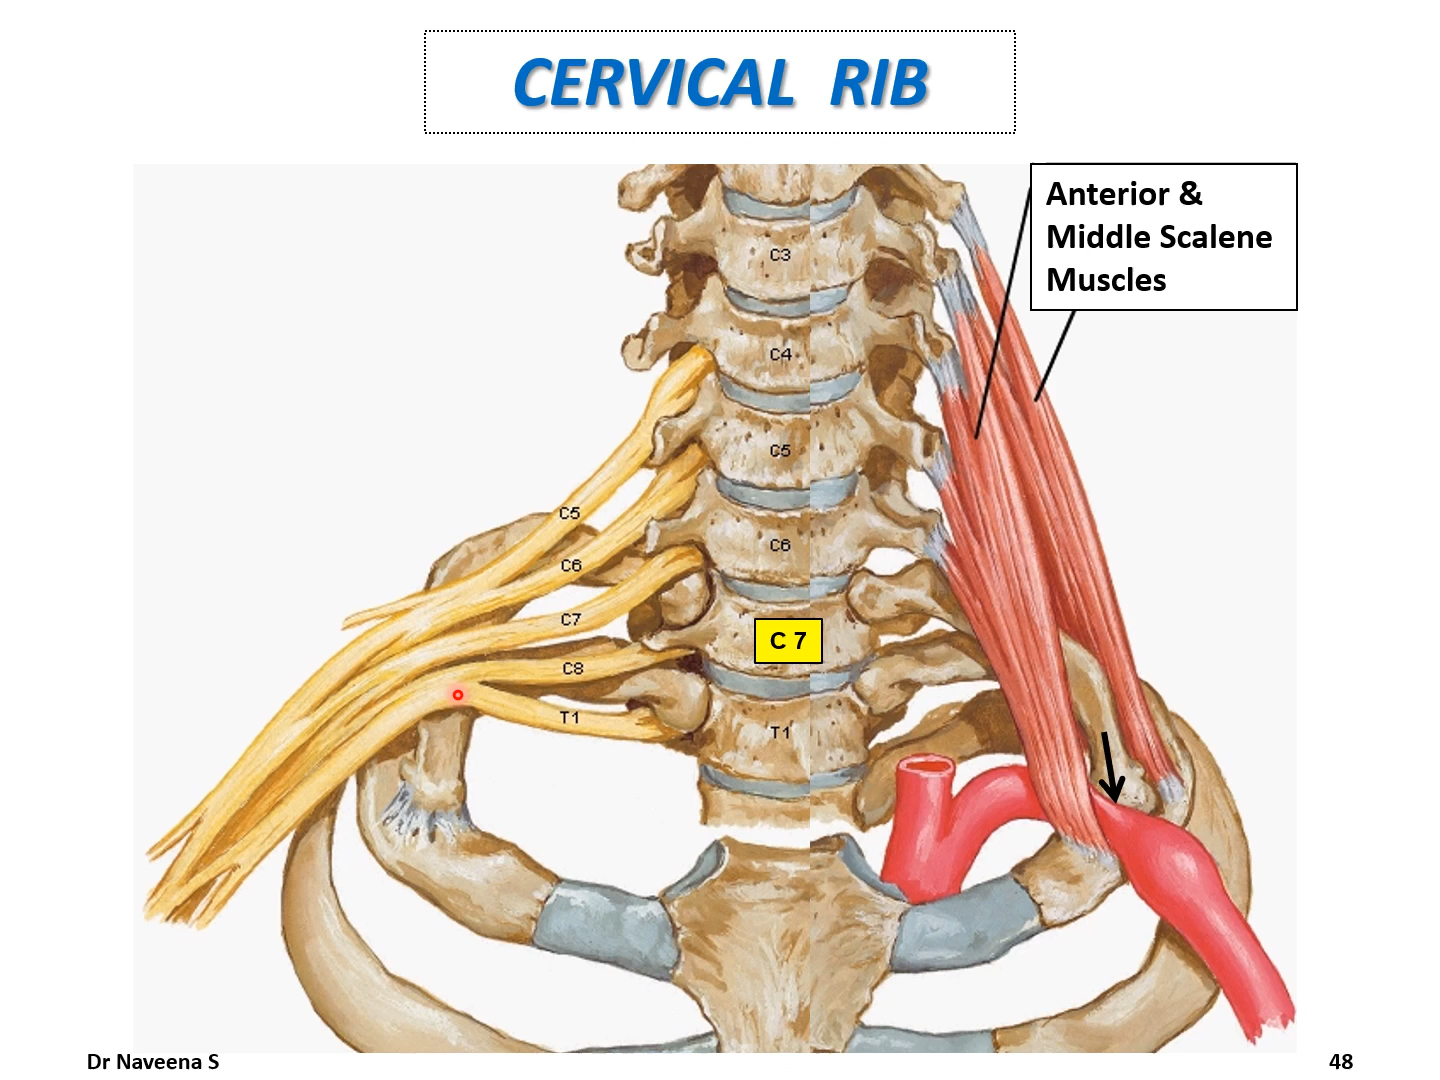 CERVICAL RIB
Anterior &
Middle Scalene
Muscles
C3
C4
C5
C5
C6
C6
C7
C 7
C8
T1
T1
Dr Naveena S
48